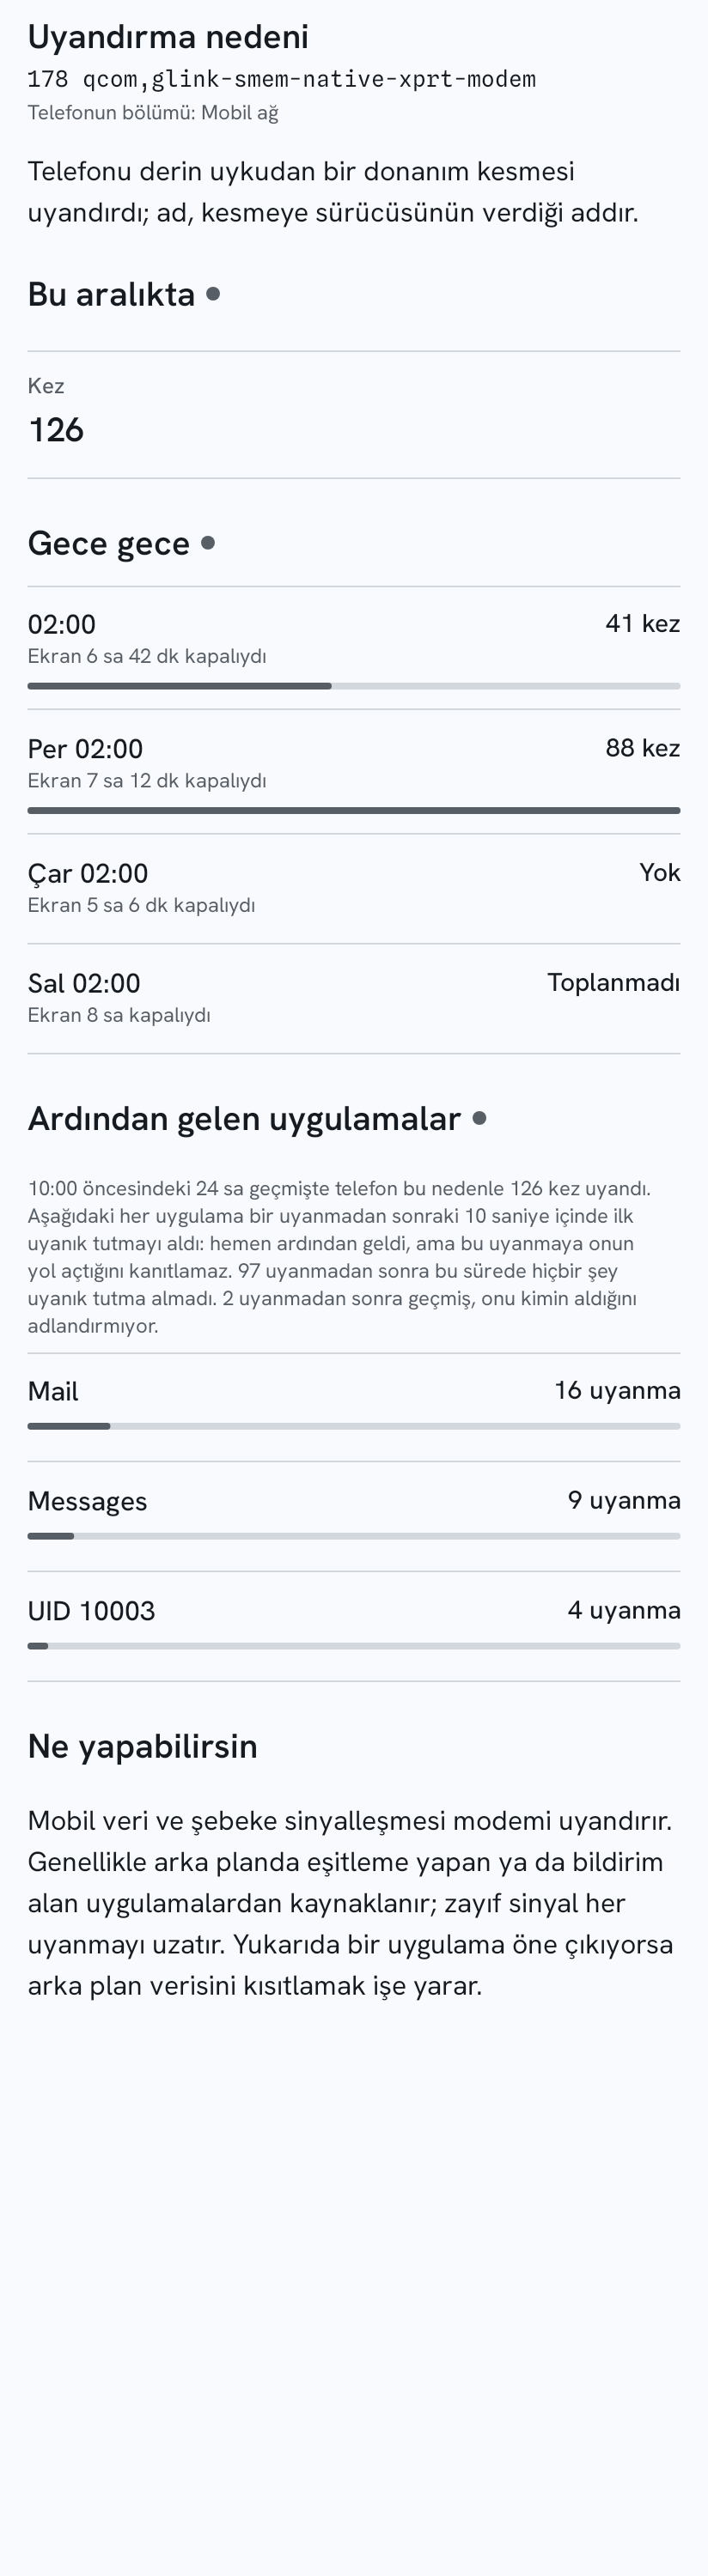 Uyandırma nedeni
178 qcom,glink-smem-native-xprt-modem
Telefonun bölümü: Mobil ağ
Telefonu derin uykudan bir donanım kesmesi
uyandırdı; ad, kesmeye sürücüsünün verdiği addır.
Bu aralıkta
Kez
126
Gece gece
02:00
41 kez
Ekran 6 sa 42 dk kapalıydı
Per 02:00
88 kez
Ekran 7 sa 12 dk kapalıydı
Çar 02:00
Yok
Ekran 5 sa 6 dk kapalıydı
Sal 02:00
Toplanmadı
Ekran 8 sa kapalıydı
Ardından gelen uygulamalar
10:00 öncesindeki 24 sa geçmişte telefon bu nedenle 126 kez uyandı.
Aşağıdaki her uygulama bir uyanmadan sonraki 10 saniye içinde ilk
uyanık tutmayı aldı: hemen ardından geldi, ama bu uyanmaya onun
yol açtığını kanıtlamaz. 97 uyanmadan sonra bu sürede hiçbir şey
uyanık tutma almadı. 2 uyanmadan sonra geçmiş, onu kimin aldığını
adlandırmıyor.
Mail
16 uyanma
Messages
9 uyanma
UID 10003
4 uyanma
Ne yapabilirsin
Mobil veri ve şebeke sinyalleşmesi modemi uyandırır.
Genellikle arka planda eşitleme yapan ya da bildirim
alan uygulamalardan kaynaklanır; zayıf sinyal her
uyanmayı uzatır. Yukarıda bir uygulama öne çıkıyorsa
arka plan verisini kısıtlamak işe yarar.